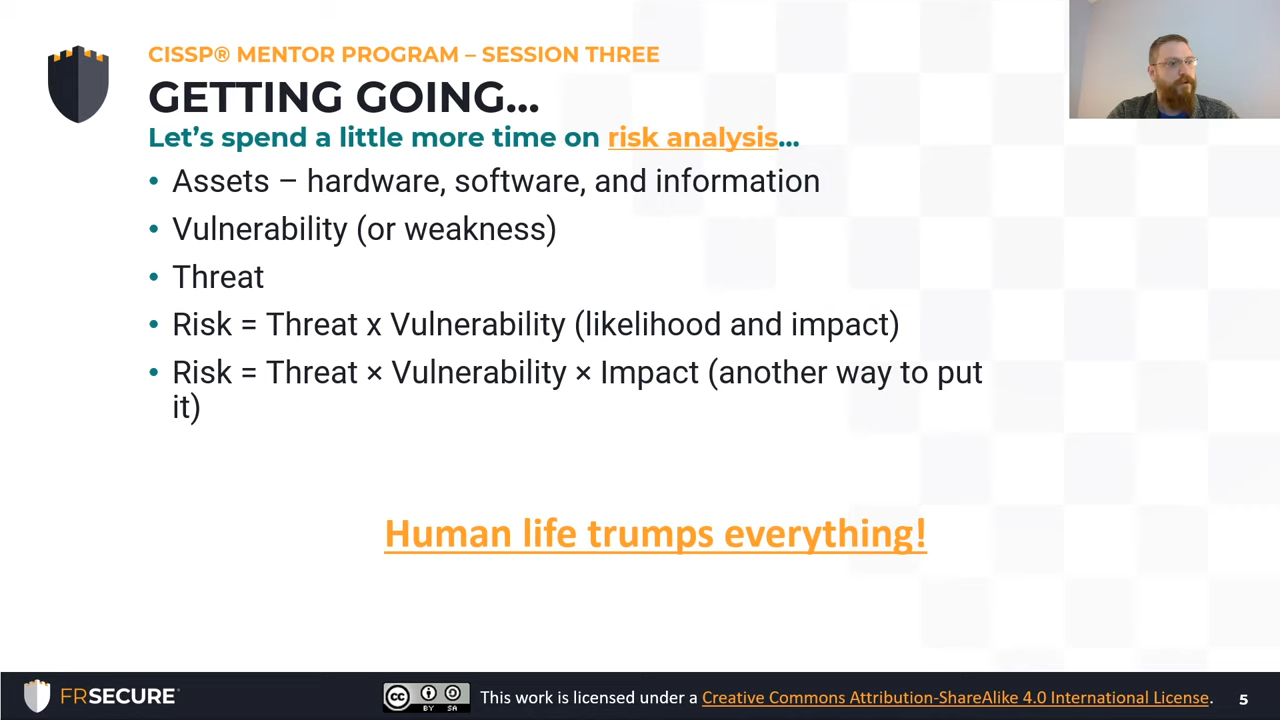 CISSP® MENTOR PROGRAM – SESSION THREE
GETTING GOING...
Let's spend a little more time on risk analysis...
• Assets – hardware, software, and information
• Vulnerability (or weakness)
• Threat
• Risk = Threat x Vulnerability (likelihood and impact)
• Risk = Threat × Vulnerability × Impact (another way to put
it)
Human life trumps everything!
FRSECURE
cc BY SA
This work is licensed under a Creative Commons Attribution-ShareAlike 4.0 International License.
5